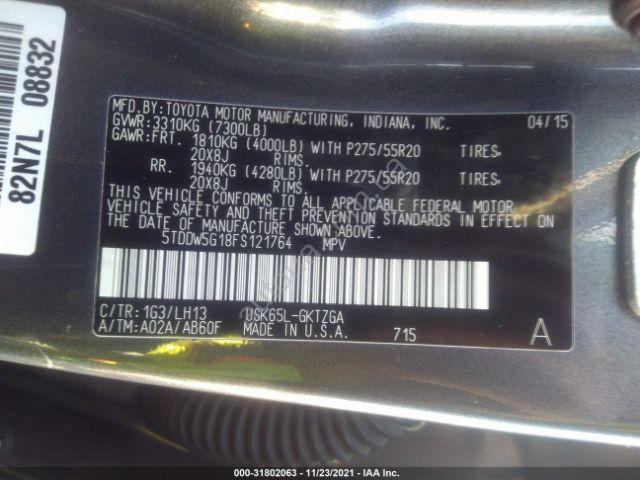 82N7L 08832
MFD.BY:TOYOTA MOTOR MANUFACTURING, INDIANA, INC. 04/15
GVWR:3310KG (7300LB)
GAWR:FRT. 1810KG (4000LB) WITH P275/55R20 TIRES,
20X8J RIMS.
RR. 1940KG (4280LB) WITH P275/55R20 TIRES,
20X8J RIMS.
THIS VEHICLE CONFORMS TO ALL APPLICABLE FEDERAL MOTOR
VEHICLE SAFETY AND THEFT PREVENTION STANDARDS IN EFFECT ON
THE DATE OF MANUFACTURE SHOWN ABOVE.
5TDDW5G18FS121764 MPV
C/TR:1G3/LH13 USK65L-GKTZGA
A/TM:A02A/AB60F MADE IN U.S.A. 715 A
000-31802063 - 11/23/2021 - IAA Inc.